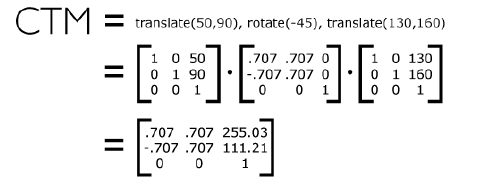 CTM = translate(50,90), rotate(-45), translate(130,160)
= [1 0 50 · [.707 .707 0 · [1 0 130
0 1 90 -.707 .707 0 0 1 160
0 0 1] 0 0 1] 0 0 1]
= [.707 .707 255.03
-.707 .707 111.21
0 0 1]